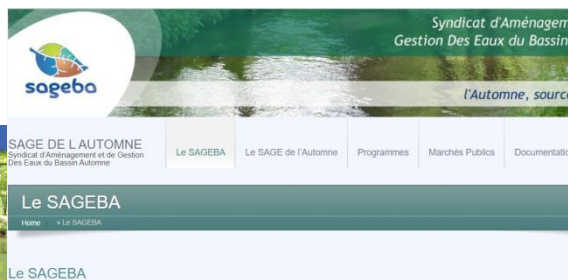 Syndicat d'Aménagem
Gestion Des Eaux du Bassin
sageba
l'Automne, source
SAGE DE L AUTOMNE
Syndicat d'Aménagement et de Gestion
Des Eaux du Bassin Automne
Le SAGEBA
Le SAGE de l'Automne
Programmes
Marchés Publics
Documentatio
Le SAGEBA
Home » Le SAGEBA
Le SAGEBA